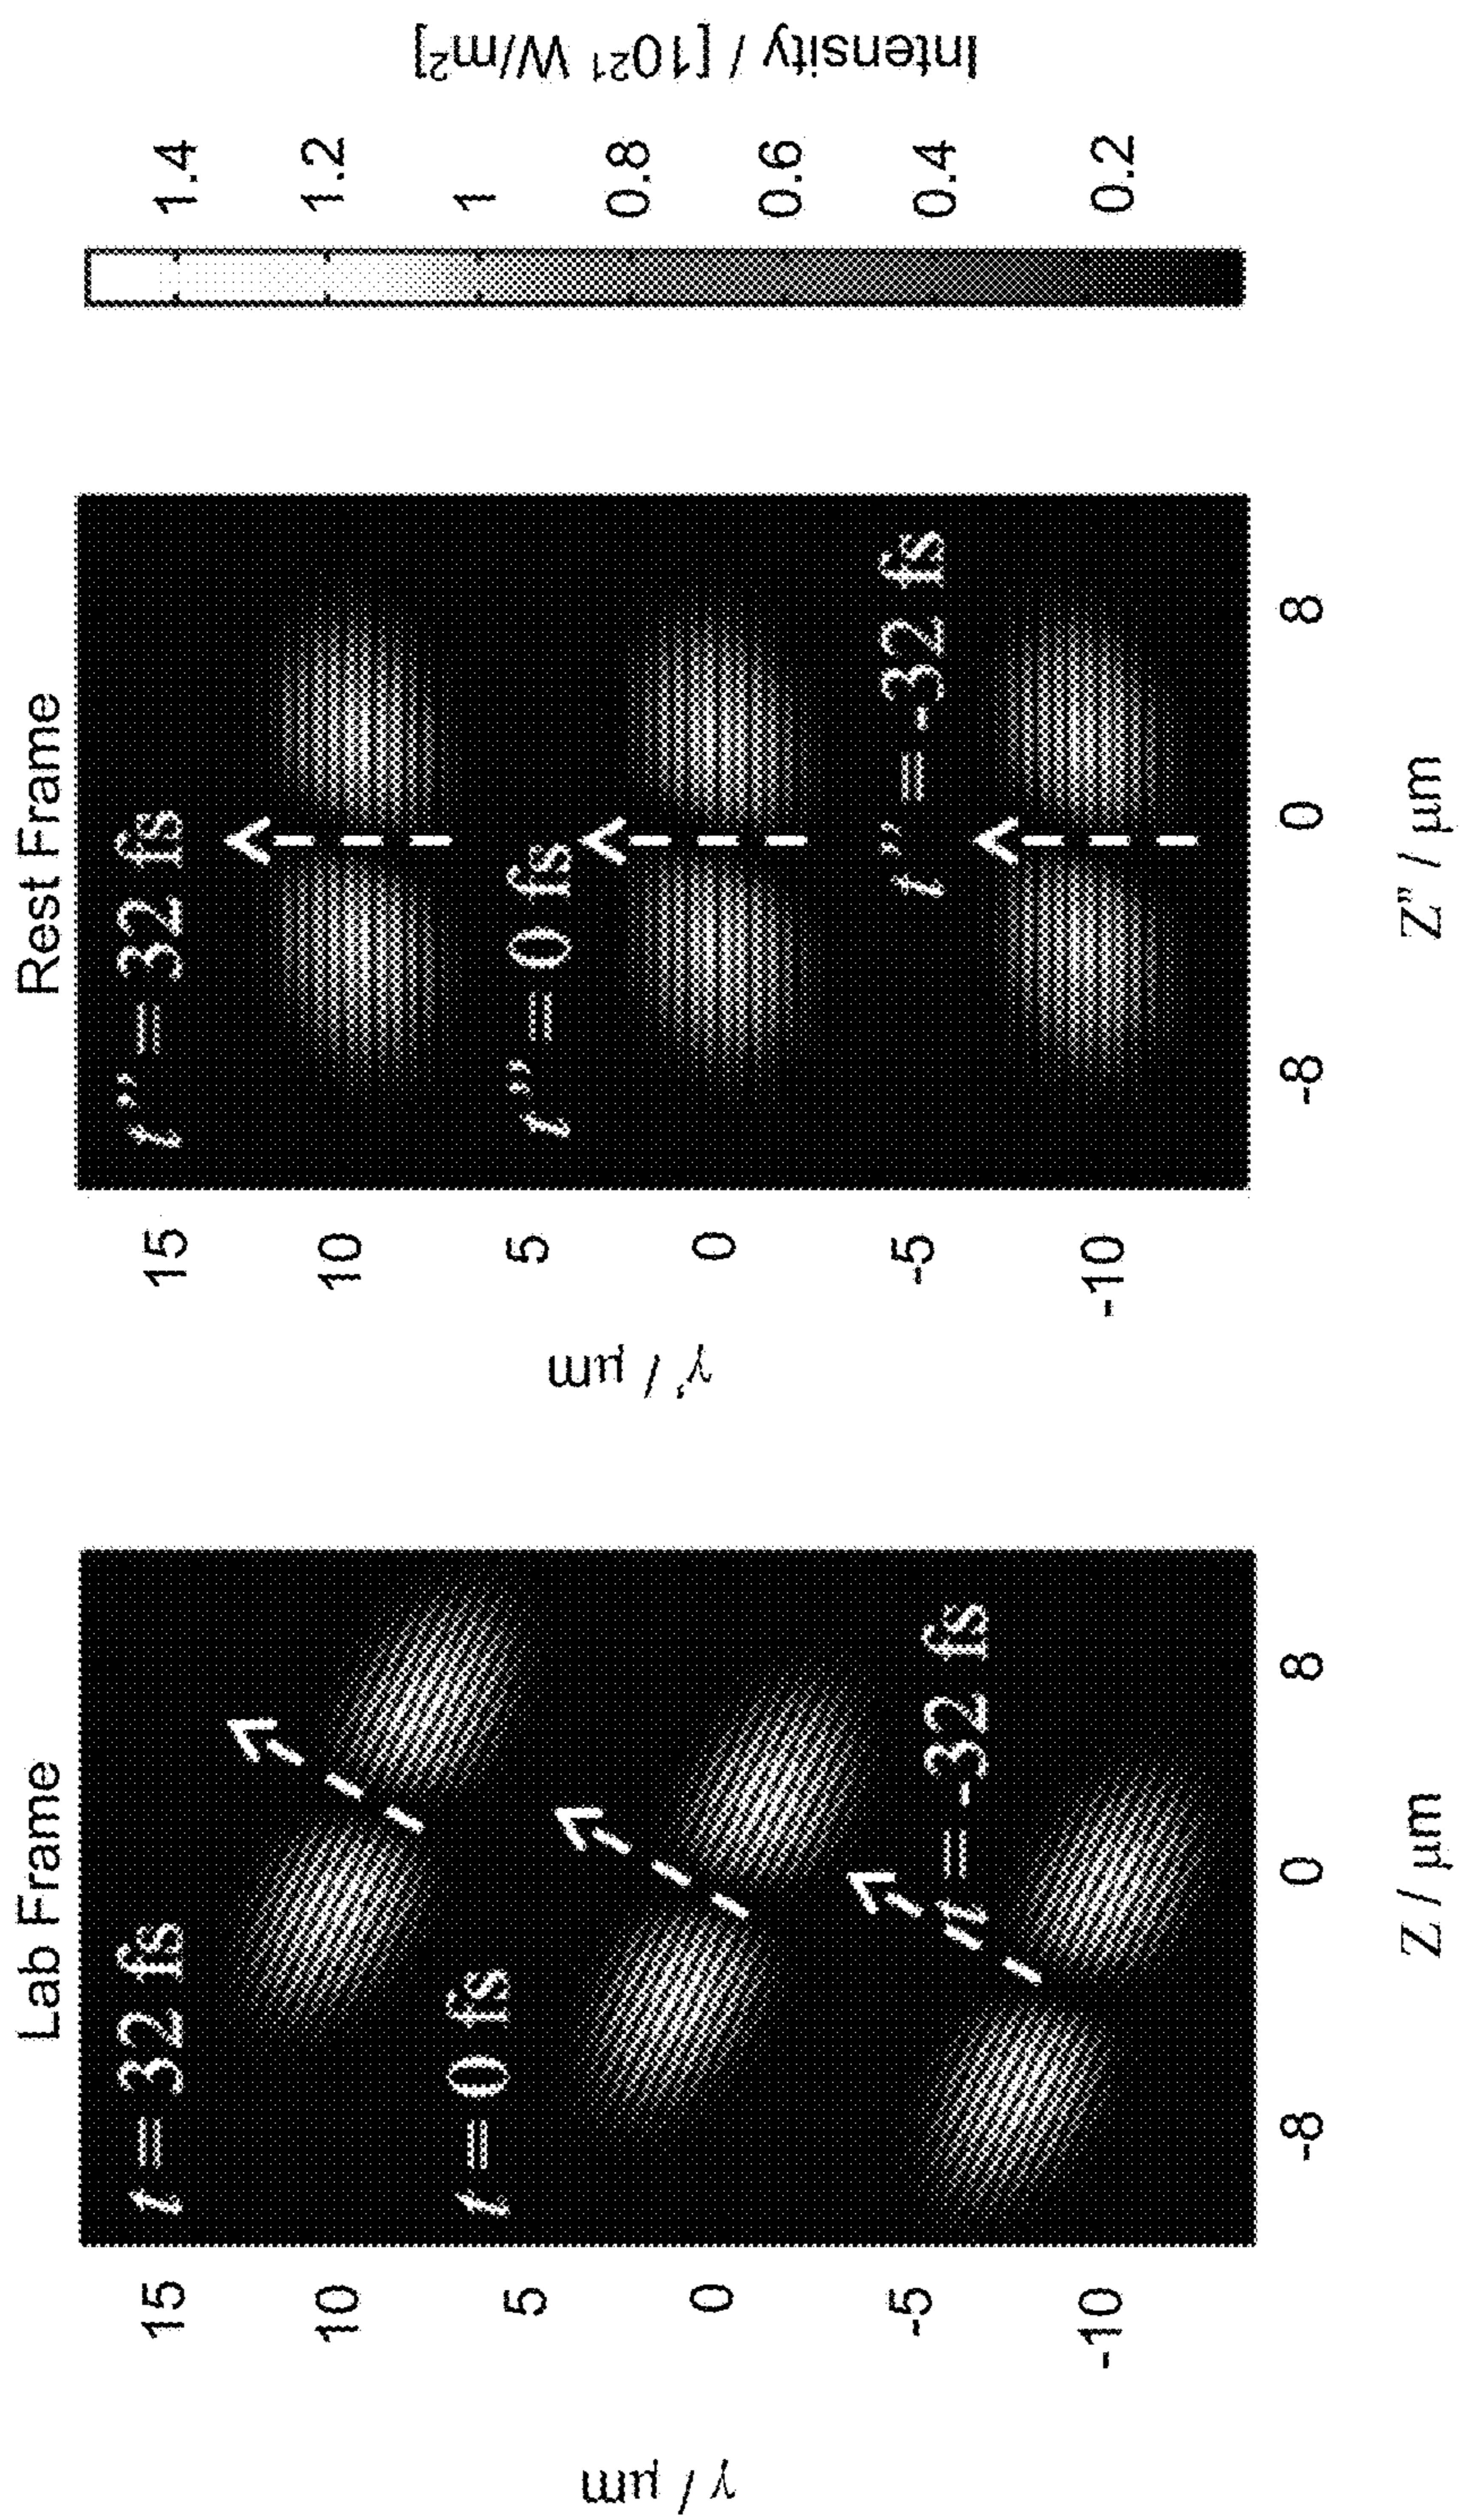 Lab Frame
t = 32 fs
t = 0 fs
t = -32 fs
15
10
5
0
-5
-10
γ / μm
-8
0
8
Z / μm
Rest Frame
t'' = 32 fs
t'' = 0 fs
t'' = -32 fs
15
10
5
0
-5
-10
γ' / μm
-8
0
8
Z'' / μm
1.4
1.2
1
0.8
0.6
0.4
0.2
Intensity / [10²¹ W/m²]